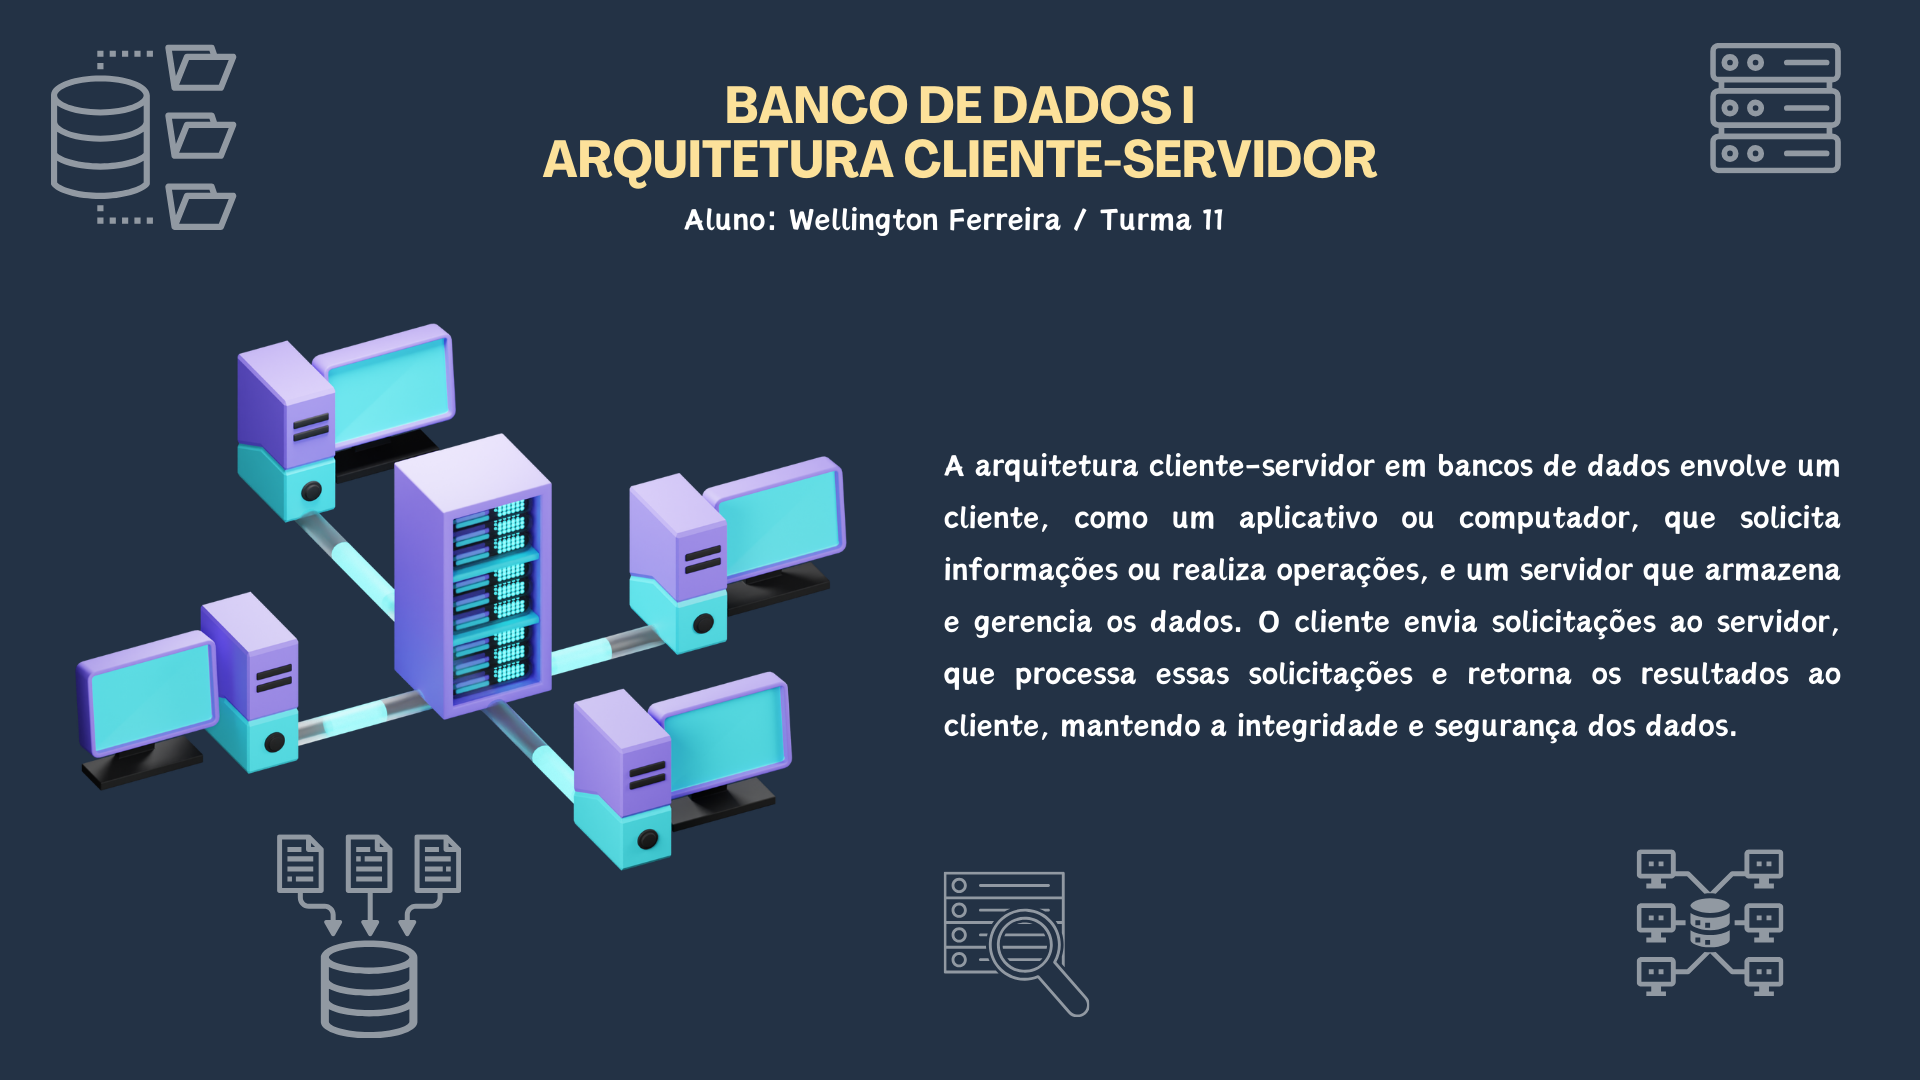 BANCO DE DADOS I
ARQUITETURA CLIENTE-SERVIDOR
Aluno: Wellington Ferreira / Turma 11
A arquitetura cliente-servidor em bancos de dados envolve um
cliente, como um aplicativo ou computador, que solicita
informações ou realiza operações, e um servidor que armazena
e gerencia os dados. O cliente envia solicitações ao servidor,
que processa essas solicitações e retorna os resultados ao
cliente, mantendo a integridade e segurança dos dados.